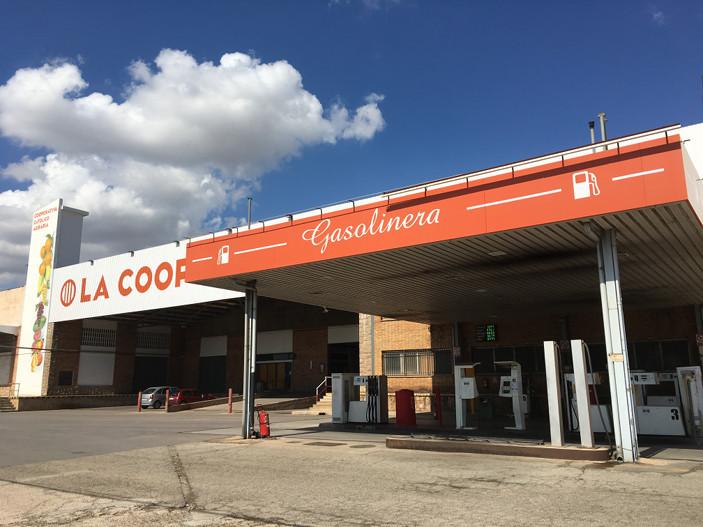 COOPERATIVA
CATÓLICO
AGRARIA
LA COOP
Gasolinera
3